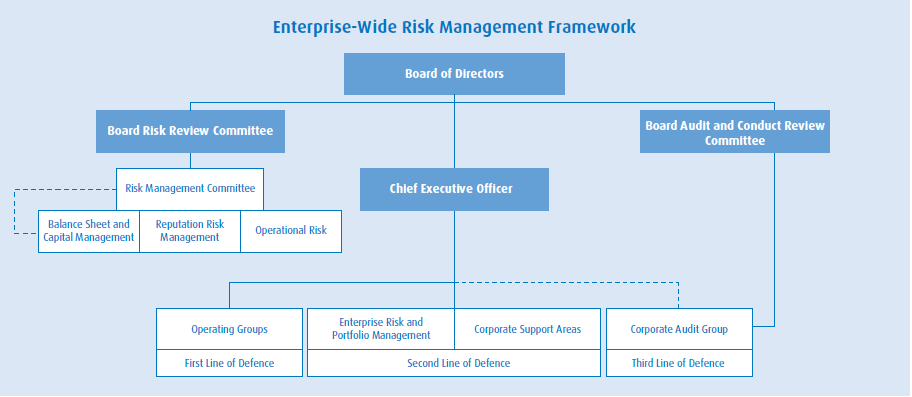 Enterprise-Wide Risk Management Framework
Board of Directors
Board Risk Review Committee
Board Audit and Conduct Review
Committee
Risk Management Committee
Chief Executive Officer
Balance Sheet and
Capital Management
Reputation Risk
Management
Operational Risk
Operating Groups
Enterprise Risk and
Portfolio Management
Corporate Support Areas
Corporate Audit Group
First Line of Defence
Second Line of Defence
Third Line of Defence